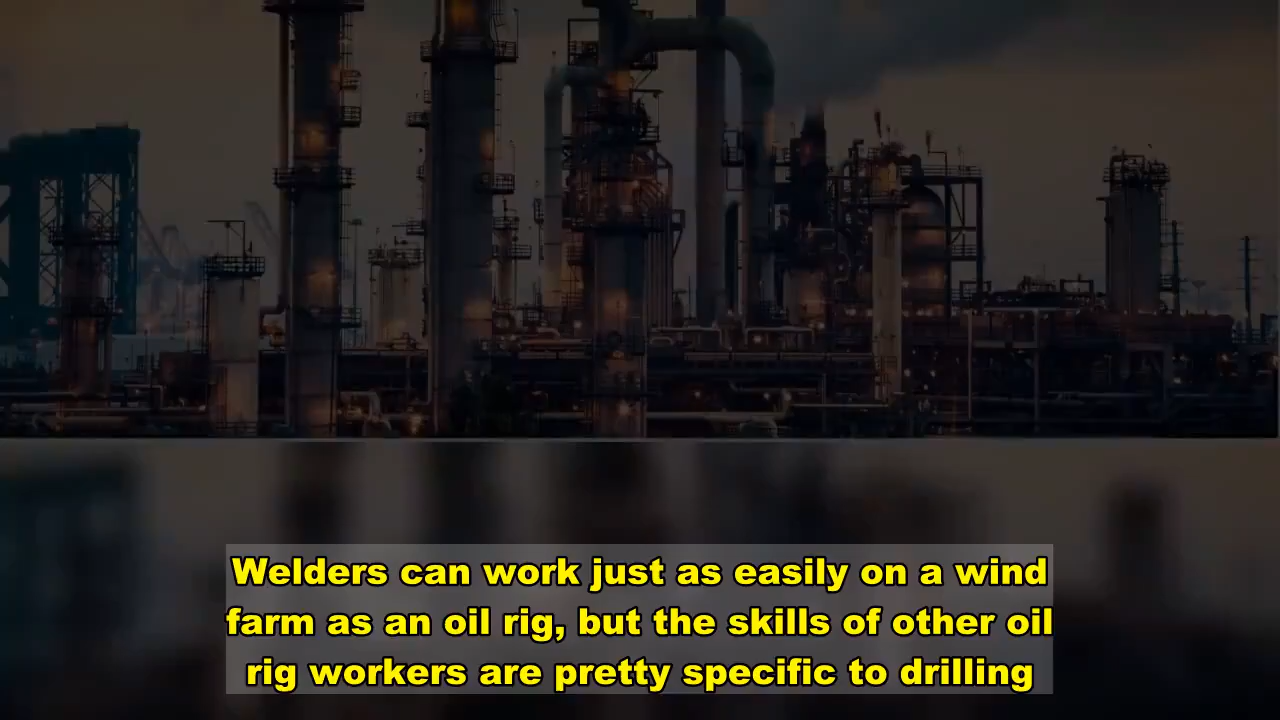 Welders can work just as easily on a wind
farm as an oil rig, but the skills of other oil
rig workers are pretty specific to drilling